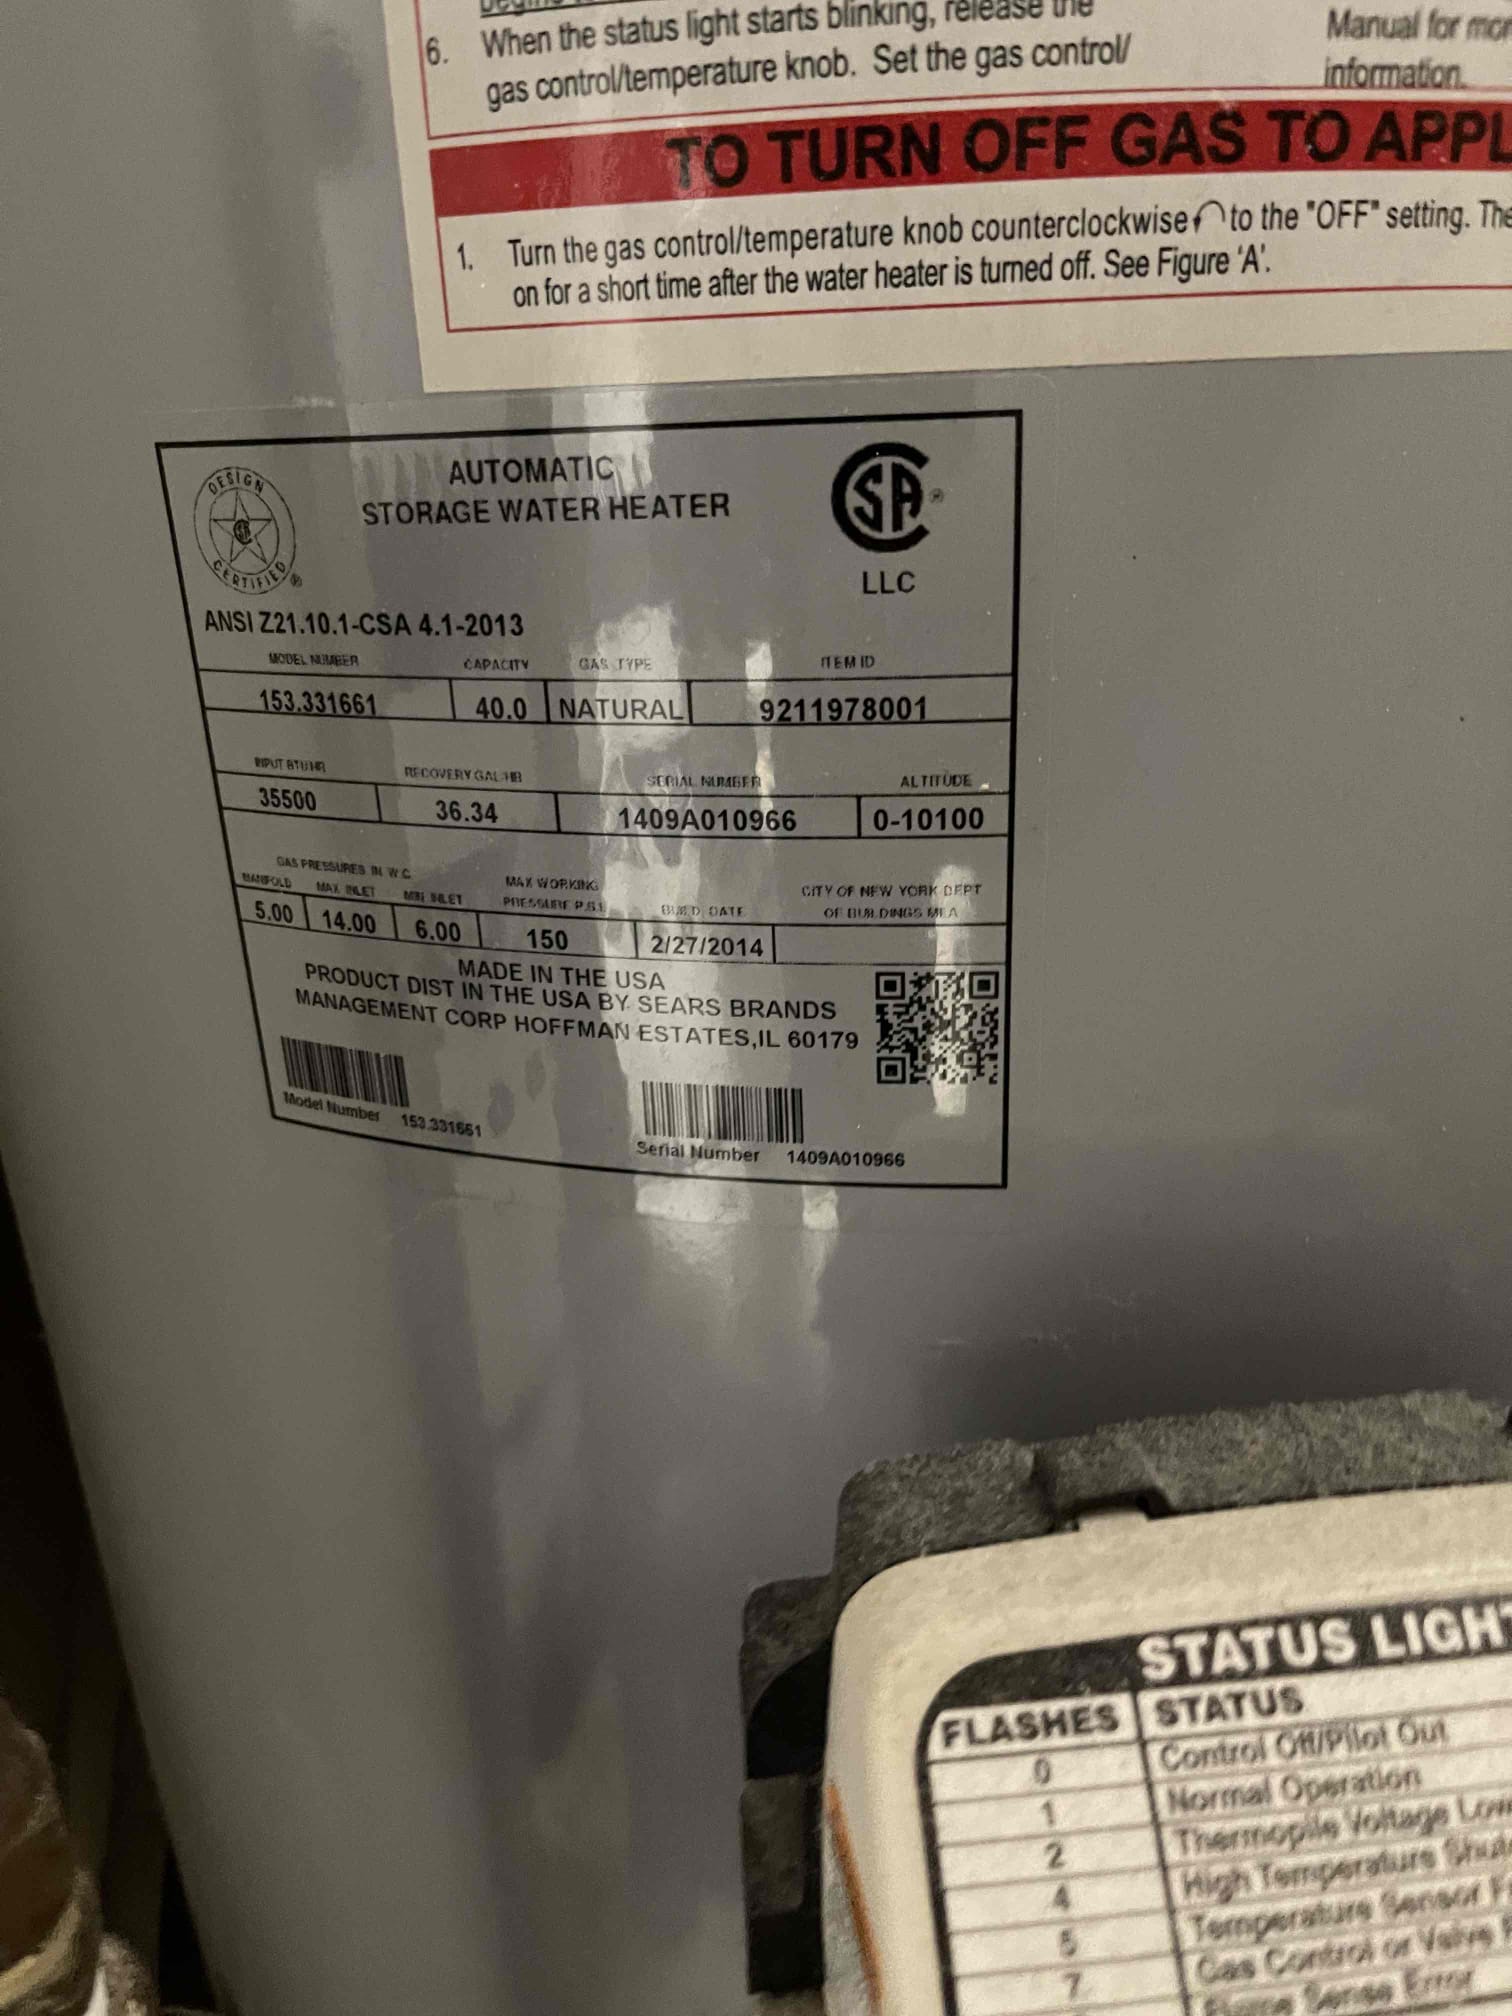 6. When the status light starts blinking, release the
gas control/temperature knob. Set the gas control/
Manual for
information.
TO TURN OFF GAS TO APPL
1. Turn the gas control/temperature knob counterclockwise to the "OFF" setting. The
on for a short time after the water heater is turned off. See Figure 'A'.
DESIGN CERTIFIED ®
AUTOMATIC
STORAGE WATER HEATER
CSA ®
LLC
ANSI Z21.10.1-CSA 4.1-2013
MODEL NUMBER CAPACITY GAS TYPE ITEM ID
153.331661 40.0 NATURAL 9211978001
INPUT BTU/HR RECOVERY GAL/HR SERIAL NUMBER ALTITUDE
35500 36.34 1409A010966 0-10100
GAS PRESSURES IN W.C.
MANIFOLD MAX INLET MIN INLET
MAX WORKING
PRESSURE P.S.I.
BUILD DATE
CITY OF NEW YORK DEPT
OF BUILDINGS MEA
5.00 14.00 6.00 150 2/27/2014
MADE IN THE USA
PRODUCT DIST IN THE USA BY SEARS BRANDS
MANAGEMENT CORP HOFFMAN ESTATES,IL 60179
Model Number 153.331661
Serial Number 1409A010966
STATUS LIGHT
FLASHES STATUS
0 Control Off/Pilot Out
1 Normal Operation
2 Thermopile Voltage Low
4 High Temperature
5 Temperature Sensor
7 Gas Control or Valve
Sense Error